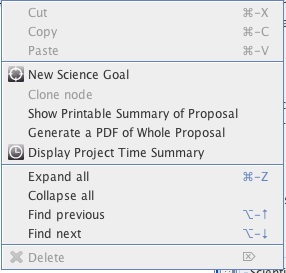 Cut ⌘-X
Copy ⌘-C
Paste ⌘-V
New Science Goal
Clone node
Show Printable Summary of Proposal
Generate a PDF of Whole Proposal
Display Project Time Summary
Expand all ⌘-Z
Collapse all
Find previous ⌥-↑
Find next ⌥-↓
Delete ⌦